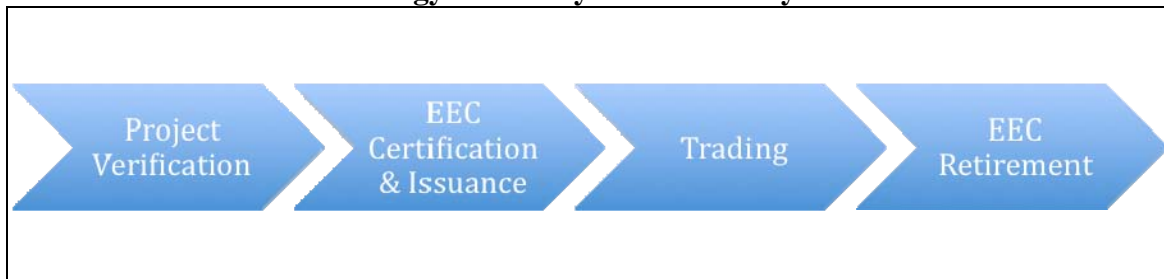 Project
Verification
EEC
Certification
& Issuance
Trading
EEC
Retirement